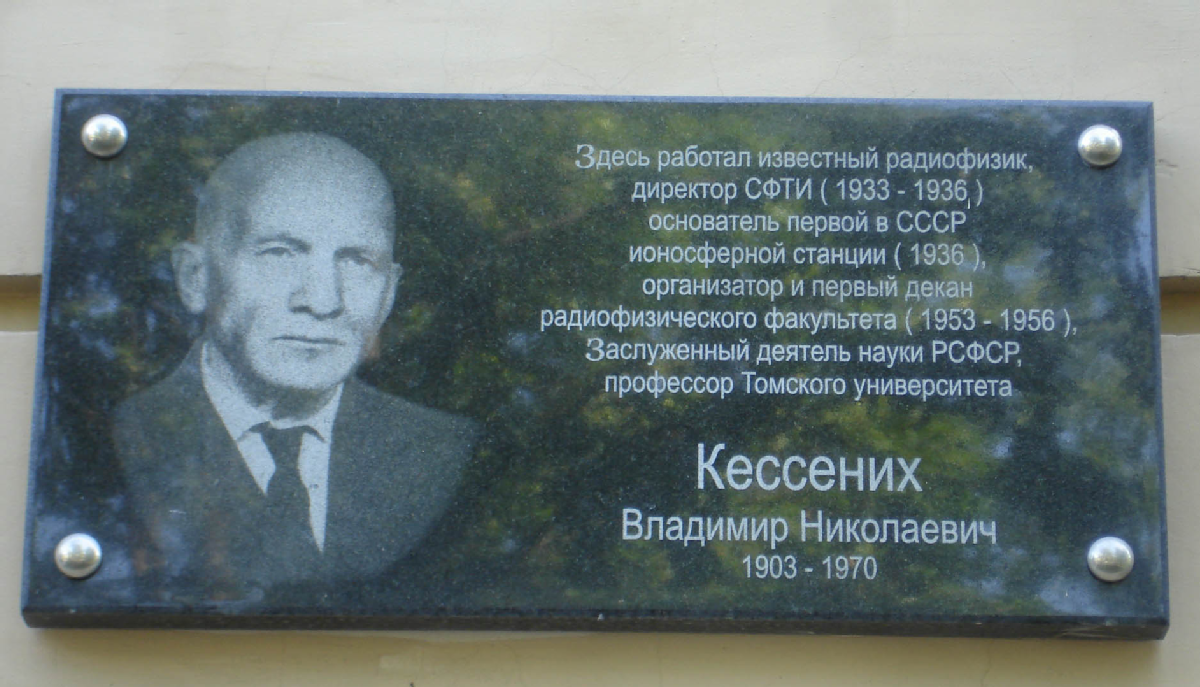 Здесь работал известный радиофизик,
директор СФТИ ( 1933 - 1936, )
основатель первой в СССР
ионосферной станции ( 1936 ),
организатор и первый декан
радиофизического факультета ( 1953 - 1956 ),
Заслуженный деятель науки РСФСР,
профессор Томского университета
Кессених
Владимир Николаевич
1903 - 1970